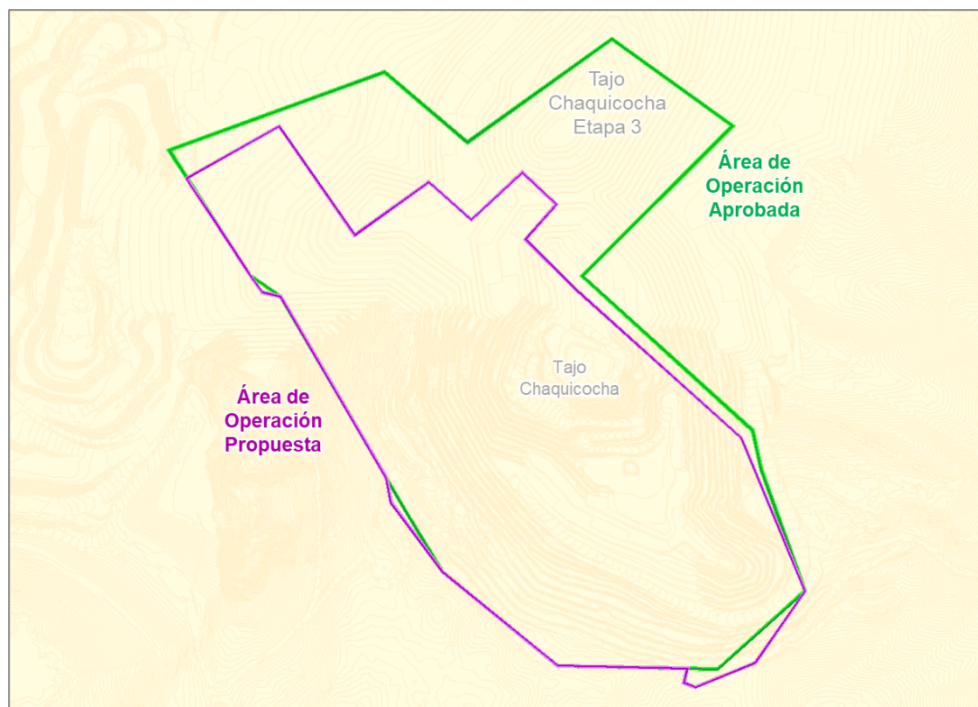 Tajo
Chaquicocha
Etapa 3
Área de
Operación
Aprobada
Tajo
Chaquicocha
Área de
Operación
Propuesta